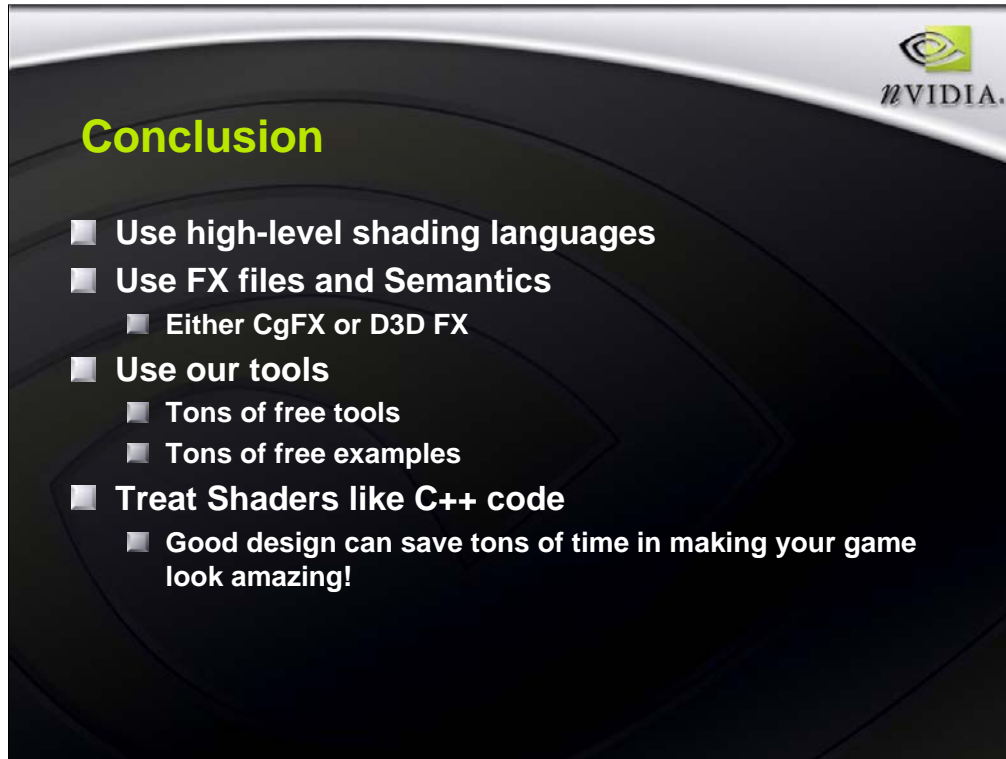 nVIDIA.
Conclusion
Use high-level shading languages
Use FX files and Semantics
Either CgFX or D3D FX
Use our tools
Tons of free tools
Tons of free examples
Treat Shaders like C++ code
Good design can save tons of time in making your game
look amazing!